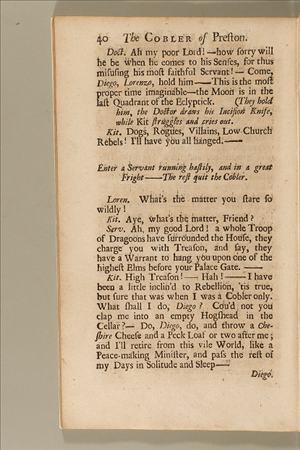 40 The COBLER of Preston.
Doct. Ah my poor Lord! —how sorry will
he be when he comes to his Senses, for thus
misusing his most faithful Servant! — Come,
Diego, Lorenzo, hold him —— This is the most
proper time imaginable—the Moon is in the
last Quadrant of the Eclyptick. (They hold
him, the Doctor draws his Incision Knife,
while Kit struggles and cries out.
Kit. Dogs, Rogues, Villains, Low-Church
Rebels! I'll have you all hanged. ——
Enter a Servant running hastily, and in a great
Fright ——The rest quit the Cobler.
Loren. What's the matter you stare so
wildly!
Kit. Aye, what's the matter, Friend?
Serv. Ah, my good Lord! a whole Troop
of Dragoons have surrounded the House, they
charge you with Treason, and say, they
have a Warrant to hang you upon one of the
highest Elms before your Palace Gate. ——
Kit. High Treason! —— Hah! —— I have
been a little inclin'd to Rebellion, 'tis true,
but sure that was when I was a Cobler only.
What shall I do, Diego? Cou'd not you
clap me into an empty Hogshead in the
Cellar?— Do, Diego, do, and throw a Che-
shire Cheese and a Peck Loaf or two after me;
and I'll retire from this vile World, like a
Peace-making Minister, and pass the rest of
my Days in Solitude and Sleep——
Diego.